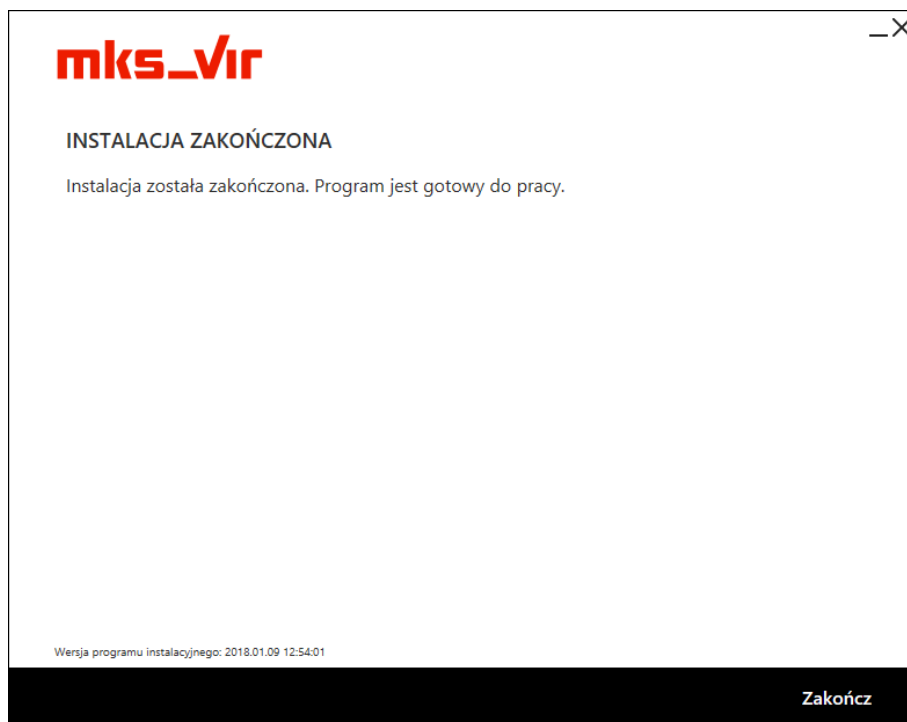 mks_vir
INSTALACJA ZAKOŃCZONA
Instalacja została zakończona. Program jest gotowy do pracy.
Wersja programu instalacyjnego: 2018.01.09 12:54:01
Zakończ